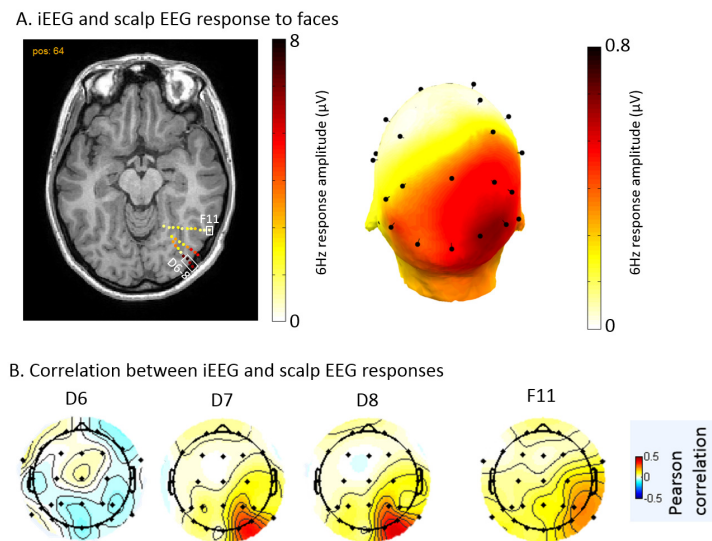 A. iEEG and scalp EEG response to faces
pos: 64
F11
D6-8
8
6Hz response amplitude (µV)
0
0.8
6Hz response amplitude (µV)
0
B. Correlation between iEEG and scalp EEG responses
D6
D7
D8
F11
0.5
0
-0.5
Pearson
correlation